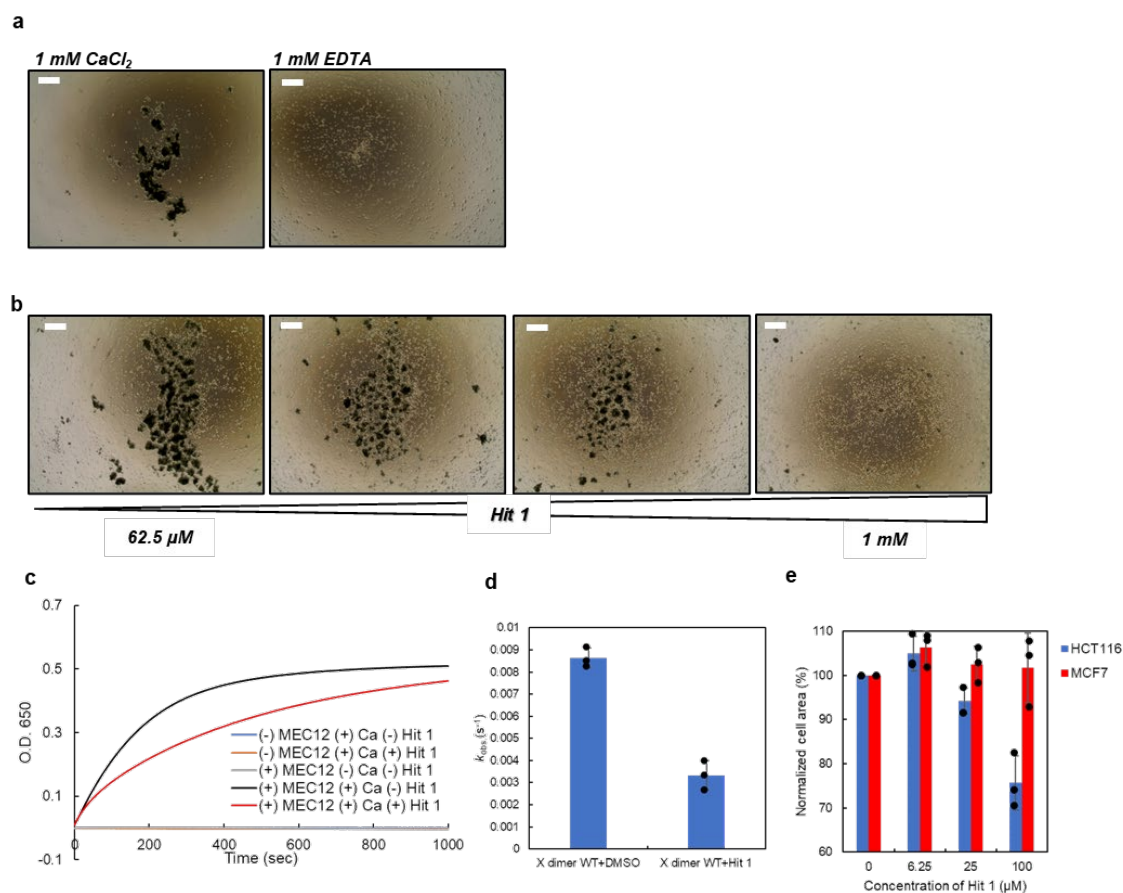 a
1 mM CaCl₂
1 mM EDTA
b
Hit 1
62.5 µM
1 mM
c
0.7
0.5
0.3
0.1
-0.1
O.D. 650
0
200
400
600
800
1000
Time (sec)
(-) MEC12 (+) Ca (-) Hit 1
(-) MEC12 (+) Ca (+) Hit 1
(+) MEC12 (-) Ca (-) Hit 1
(+) MEC12 (+) Ca (-) Hit 1
(+) MEC12 (+) Ca (+) Hit 1
d
0.01
0.009
0.008
0.007
0.006
0.005
0.004
0.003
0.002
0.001
0
k obs (s⁻¹)
X dimer WT+DMSO
X dimer WT+Hit 1
e
110
100
90
80
70
60
Normalized cell area (%)
0
6.25
25
100
Concentration of Hit 1 (µM)
HCT116
MCF7